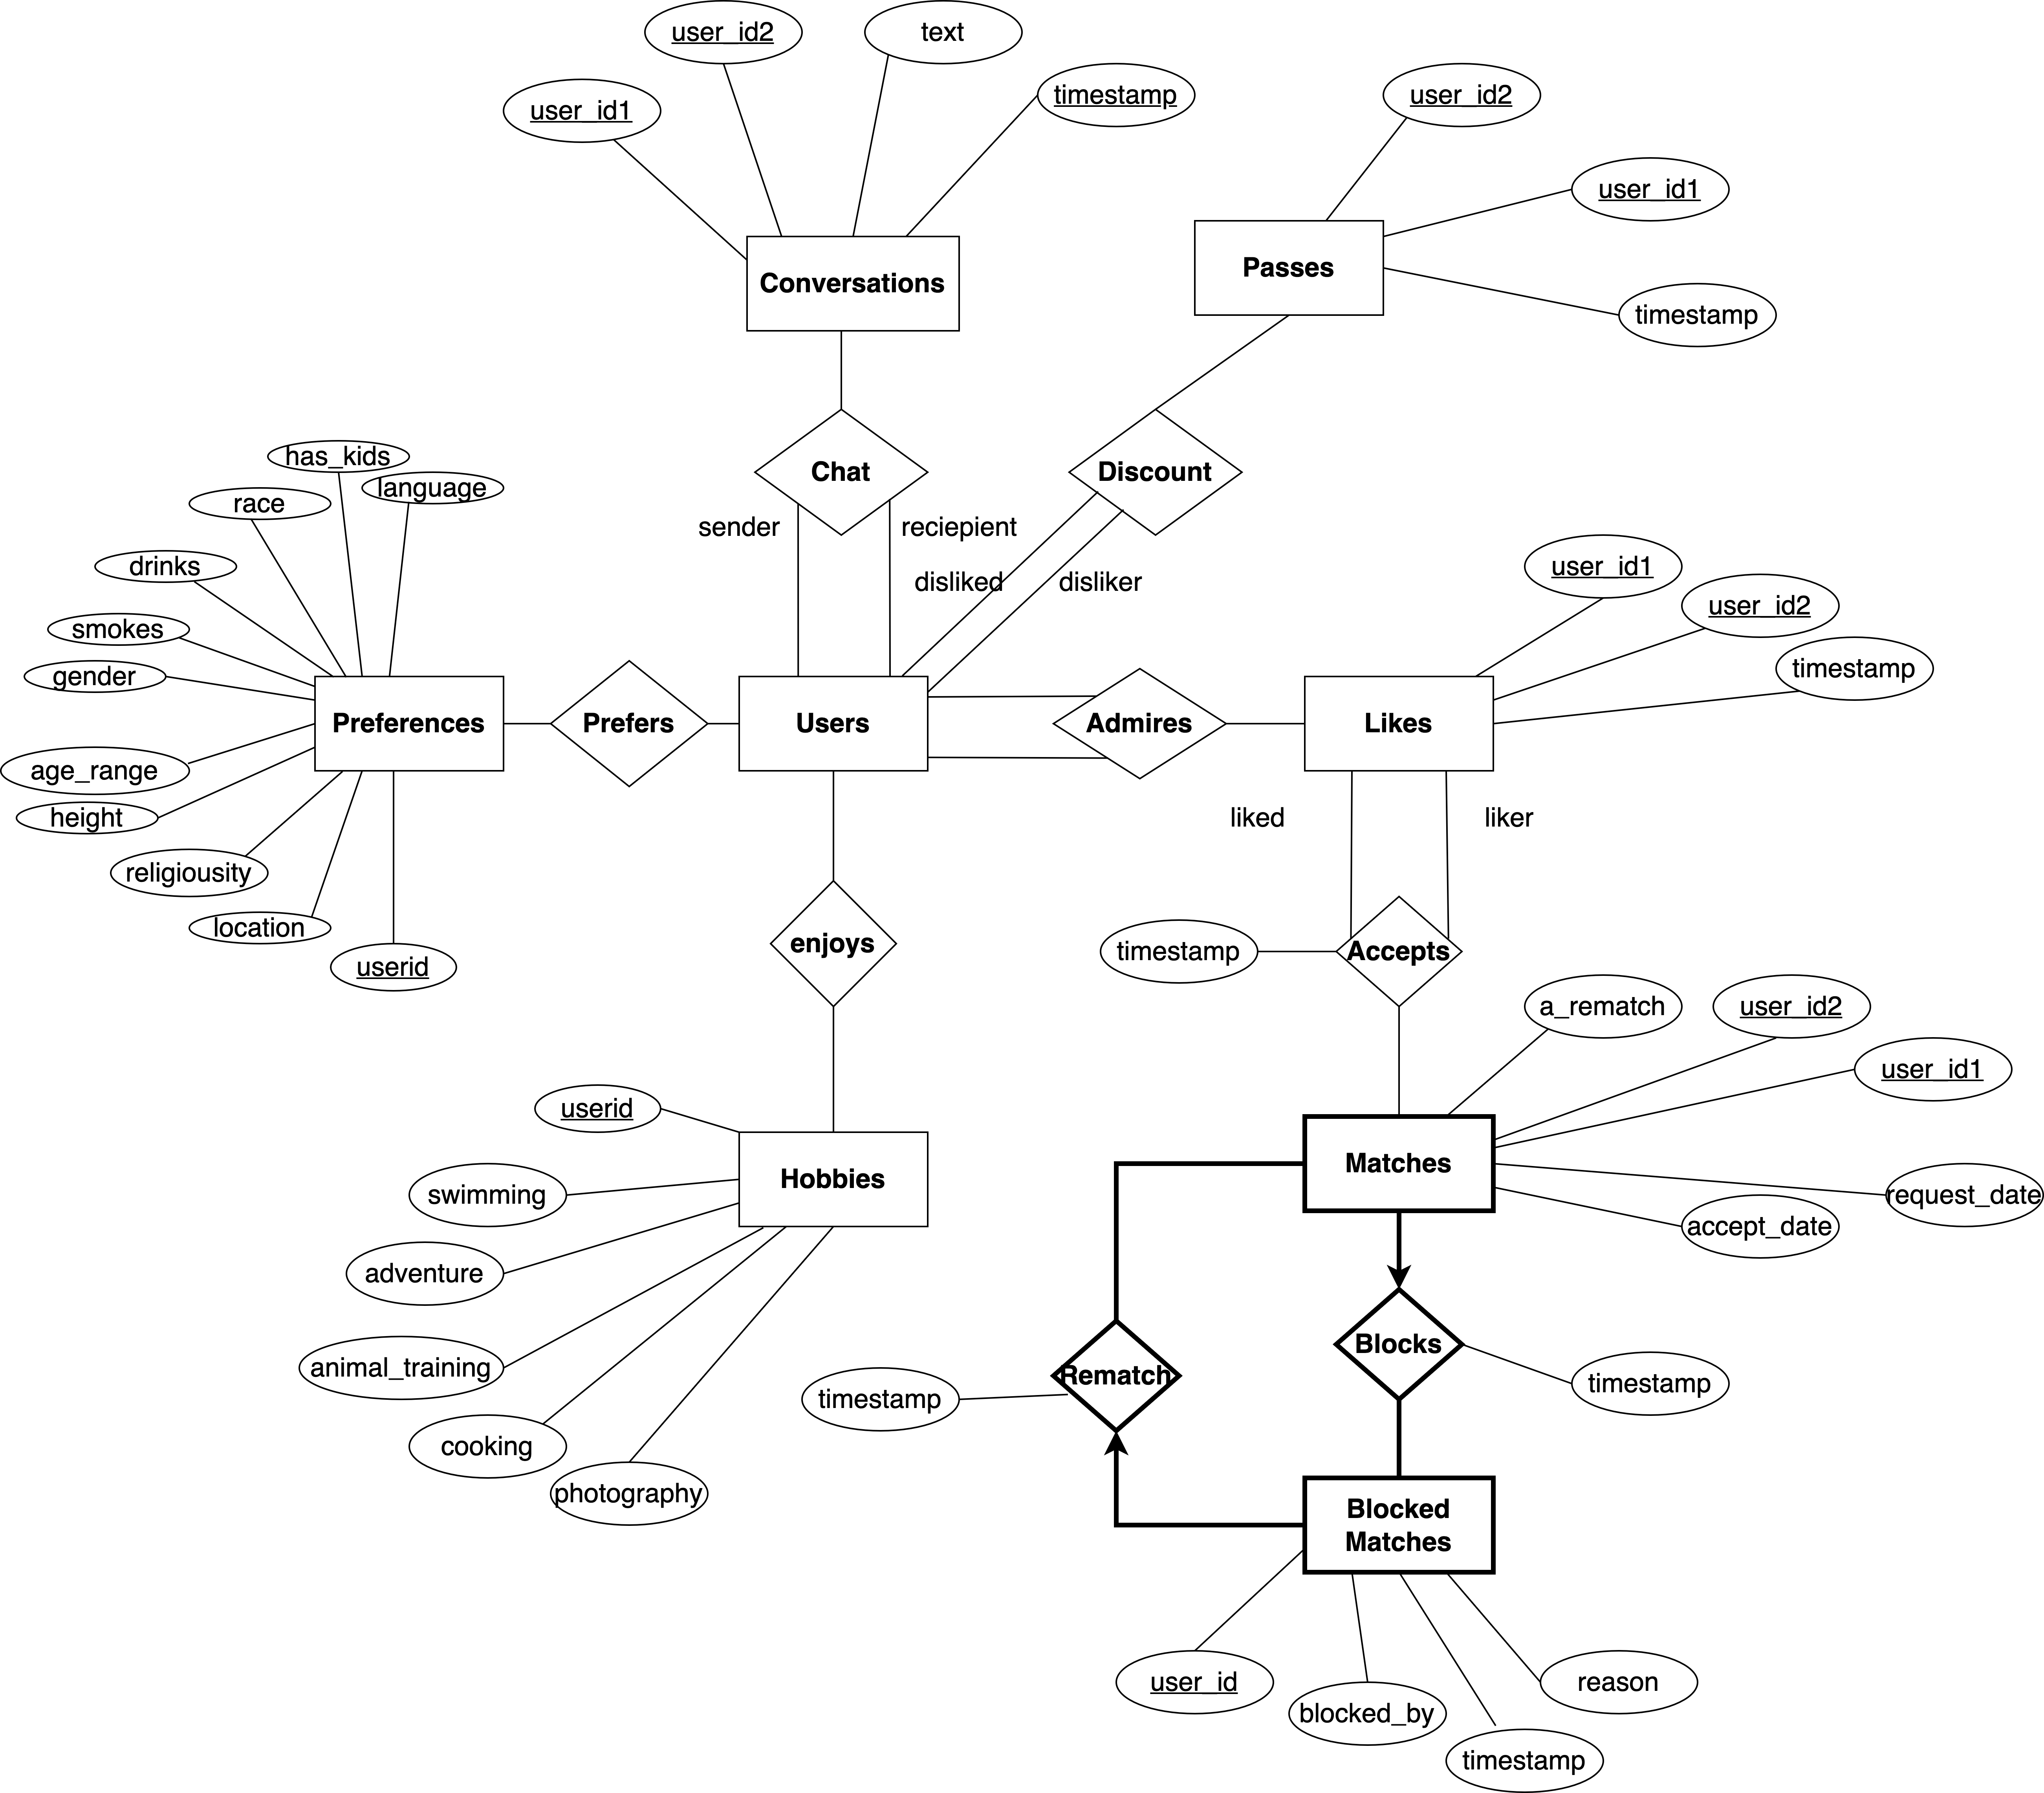 user_id2
text
user_id1
timestamp
user_id2
user_id1
timestamp
Conversations
Passes
has_kids
language
race
drinks
smokes
gender
Chat
Discount
sender
reciepient
disliked
disliker
user_id1
user_id2
timestamp
Preferences
Prefers
Users
Admires
Likes
age_range
height
religiousity
location
userid
liked
liker
enjoys
timestamp
Accepts
a_rematch
user_id2
user_id1
userid
swimming
adventure
animal_training
cooking
photography
Hobbies
Matches
request_date
accept_date
Rematch
timestamp
Blocks
timestamp
Blocked
Matches
user_id
blocked_by
timestamp
reason